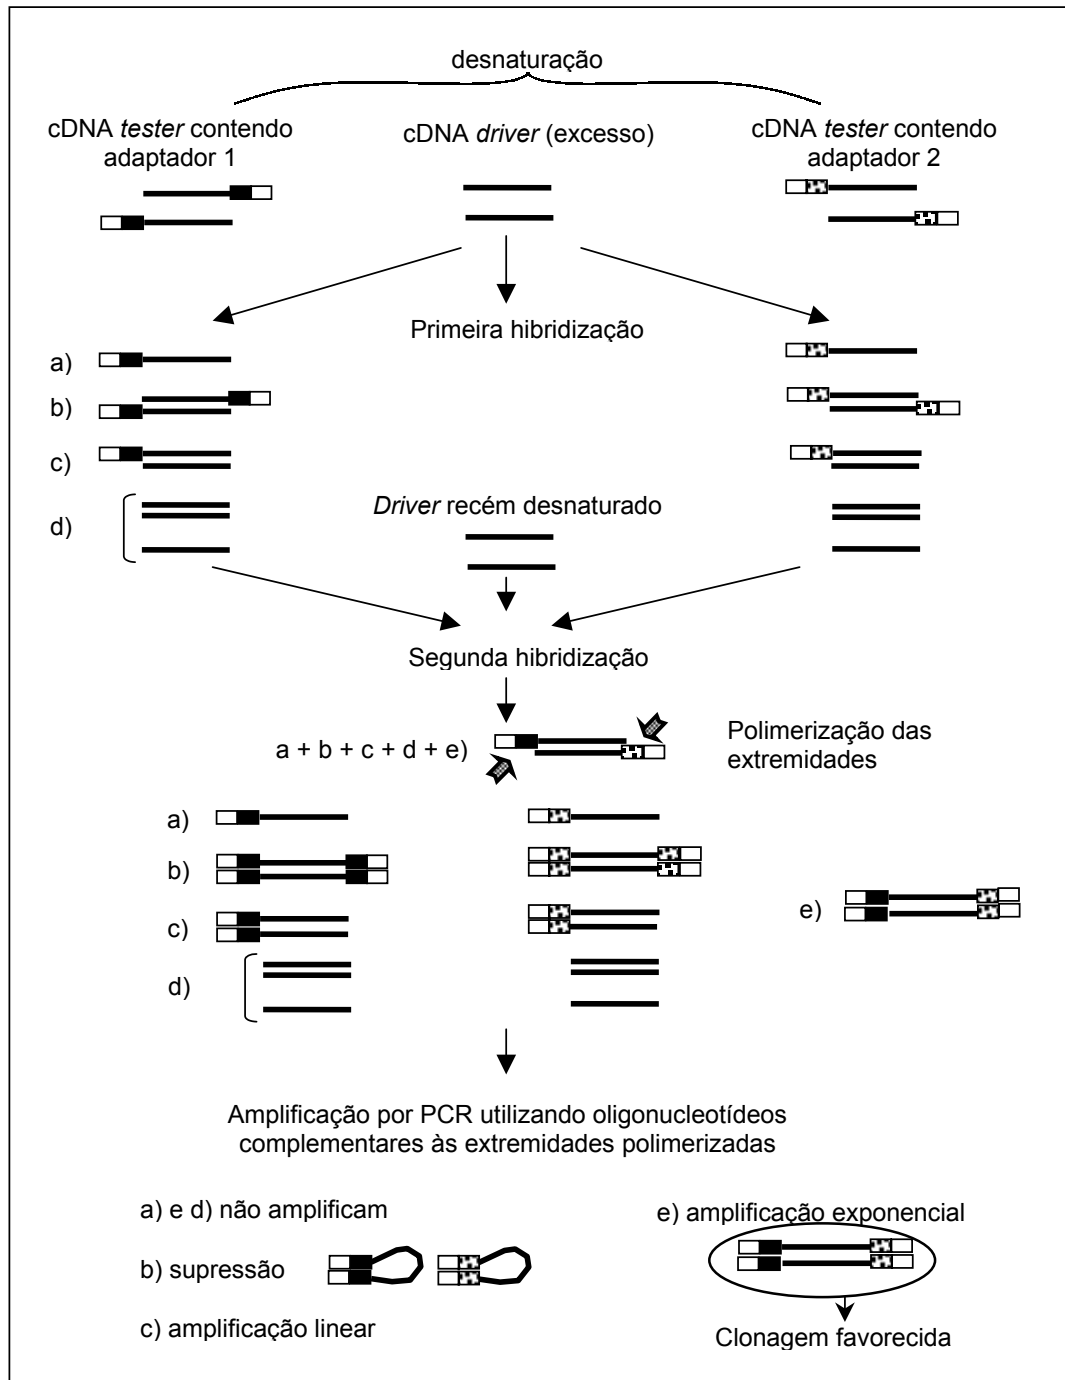 desnaturação
cDNA tester contendo
adaptador 1
cDNA driver (excesso)
cDNA tester contendo
adaptador 2
Primeira hibridização
a)
b)
c)
d)
Driver recém desnaturado
Segunda hibridização
a + b + c + d + e)
Polimerização das
extremidades
a)
b)
c)
d)
e)
Amplificação por PCR utilizando oligonucleotídeos
complementares às extremidades polimerizadas
a) e d) não amplificam
b) supressão
c) amplificação linear
e) amplificação exponencial
Clonagem favorecida